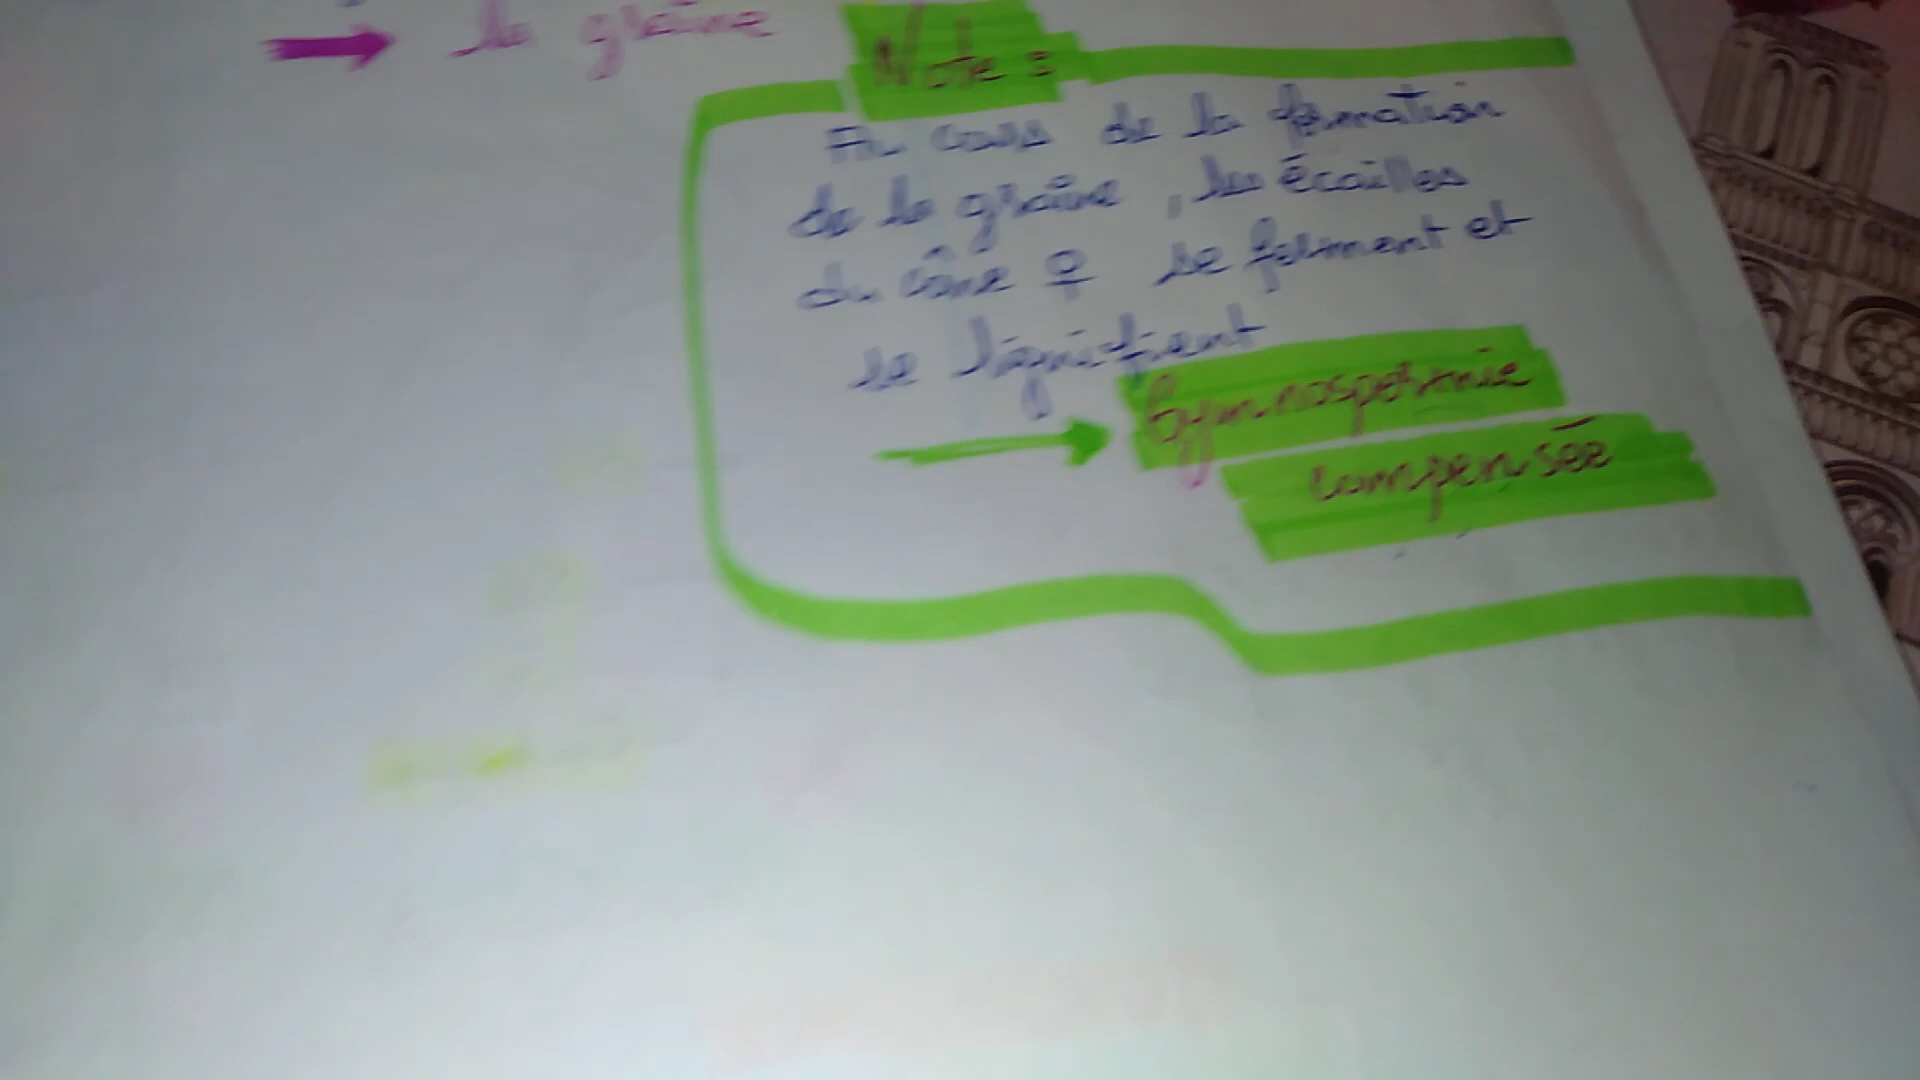 la graine
Note :
Au cours de la formation
de la graine, les écailles
du cône ♀ se forment et
se lignifient
Gymnospermie
compensée